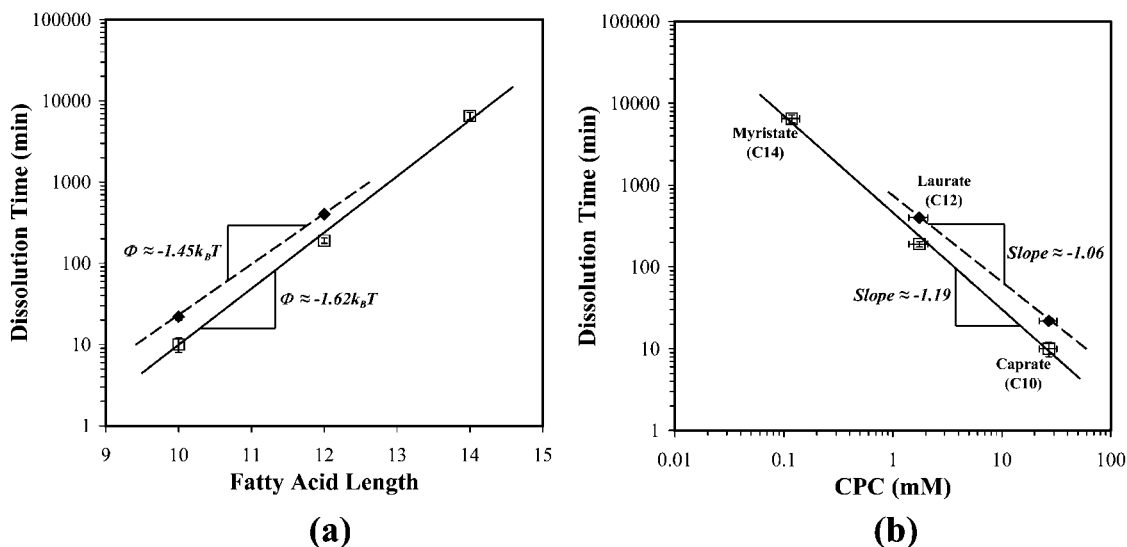 100000
10000
1000
100
10
1
Dissolution Time (min)
Φ ≈ -1.45k_BT
Φ ≈ -1.62k_BT
9
10
11
12
13
14
15
Fatty Acid Length
(a)
100000
10000
1000
100
10
1
Dissolution Time (min)
Myristate
(C14)
Laurate
(C12)
Slope ≈ -1.06
Slope ≈ -1.19
Caprate
(C10)
0.01
0.1
1
10
100
CPC (mM)
(b)